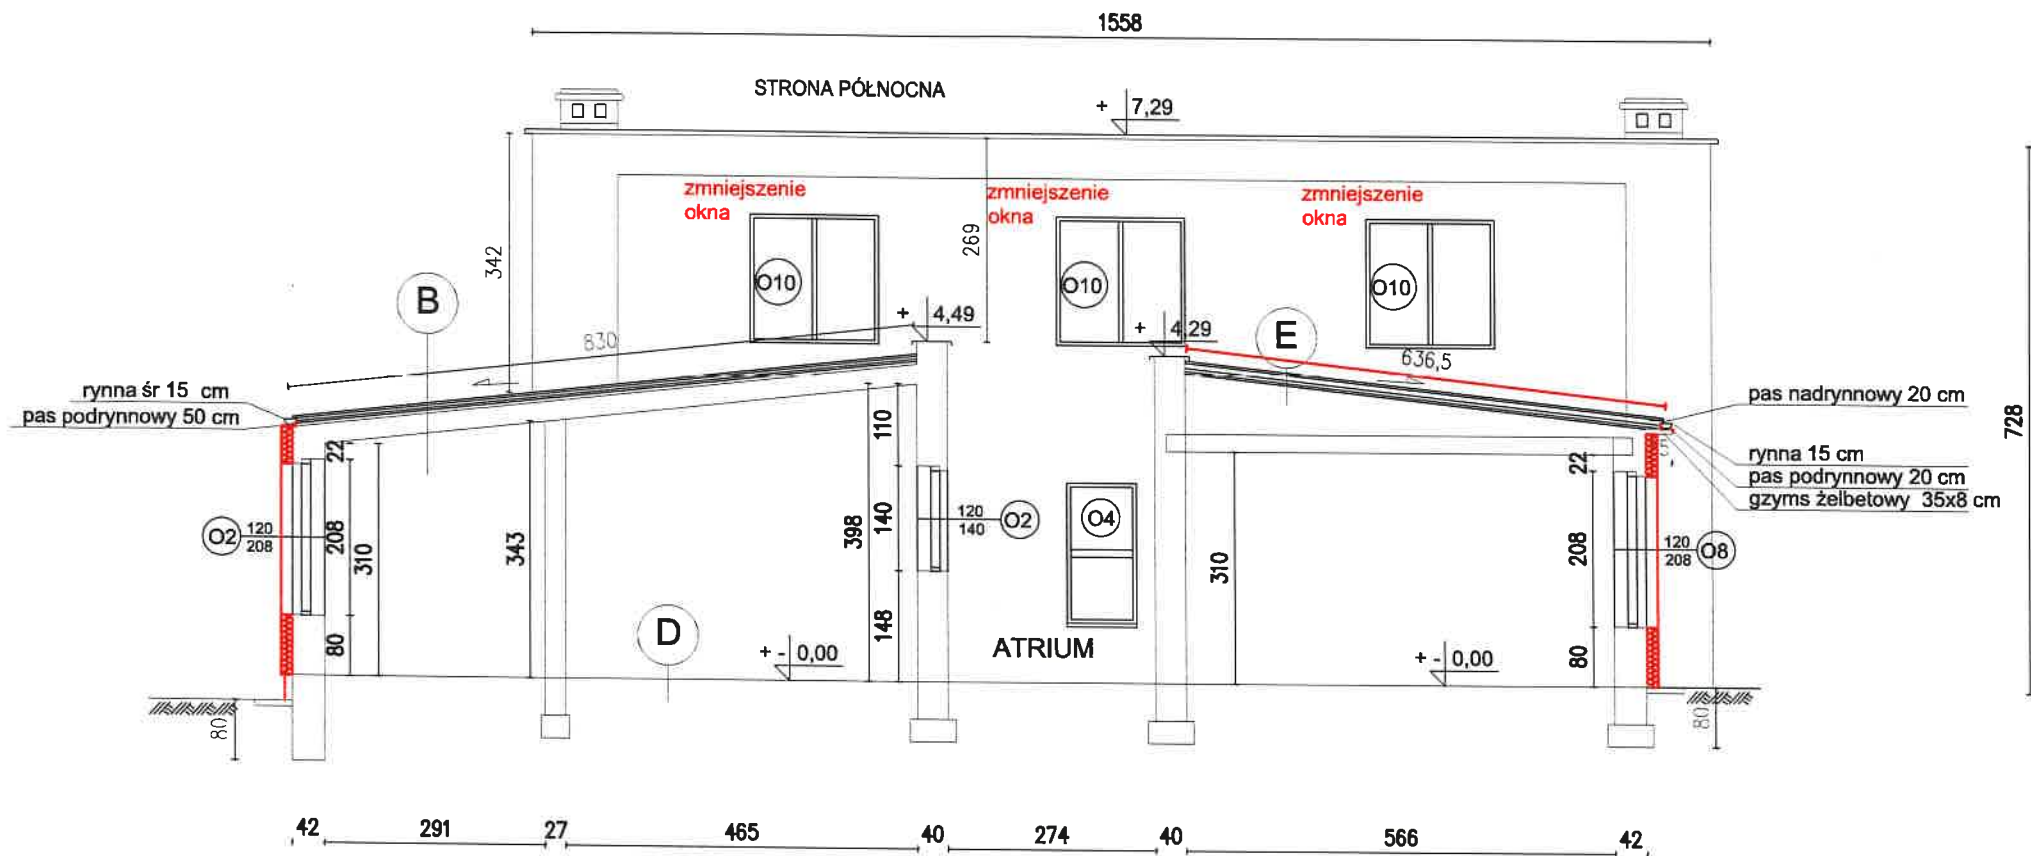 1558
STRONA PÓŁNOCNA
+ 7,29
zmniejszenie
okna
zmniejszenie
okna
zmniejszenie
okna
342
269
O10
O10
O10
B
830
+ 4,49
+ 4,29
E
636,5
rynna śr 15 cm
pas podrynnowy 50 cm
pas nadrynnowy 20 cm
rynna 15 cm
pas podrynnowy 20 cm
gzyms żelbetowy 35x8 cm
728
22
208
310
80
O2
120
208
343
398
110
140
148
120
140
O2
O4
310
22
208
80
120
208
O8
D
+ - 0,00
ATRIUM
+ - 0,00
80
80
42
291
27
465
40
274
40
566
42